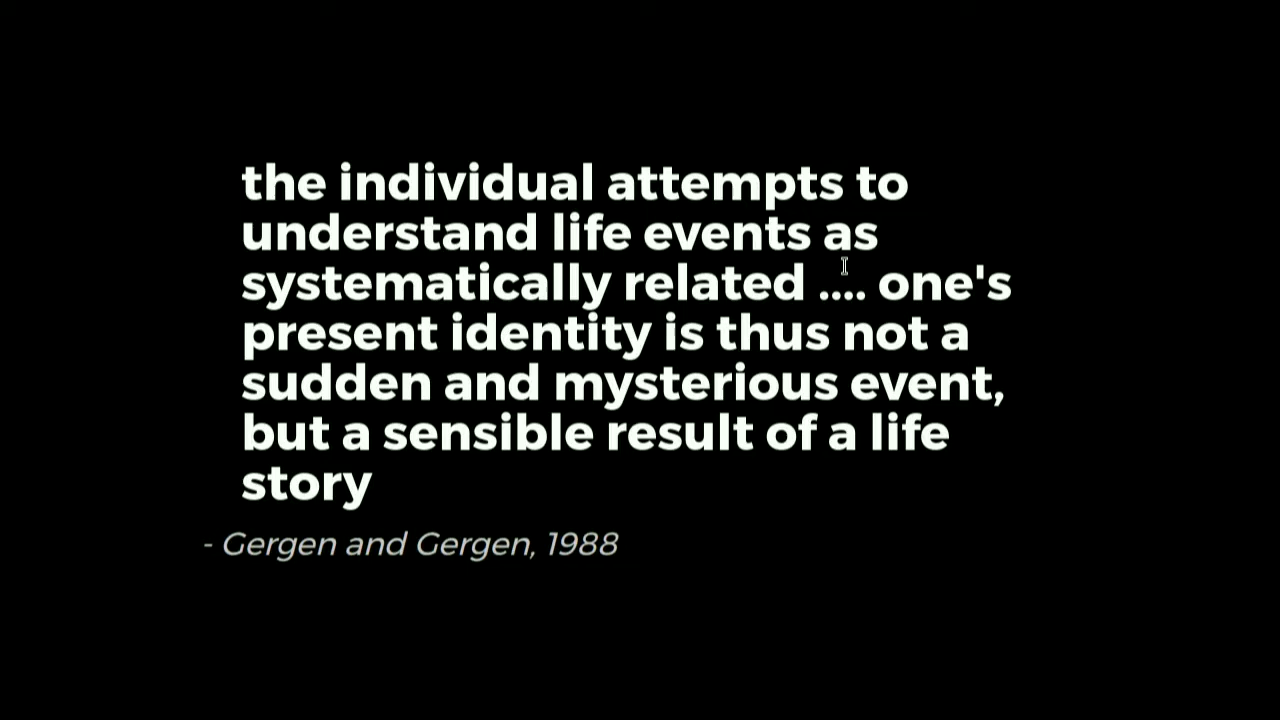 the individual attempts to
understand life events as
systematically related .... one's
present identity is thus not a
sudden and mysterious event,
but a sensible result of a life
story
- Gergen and Gergen, 1988